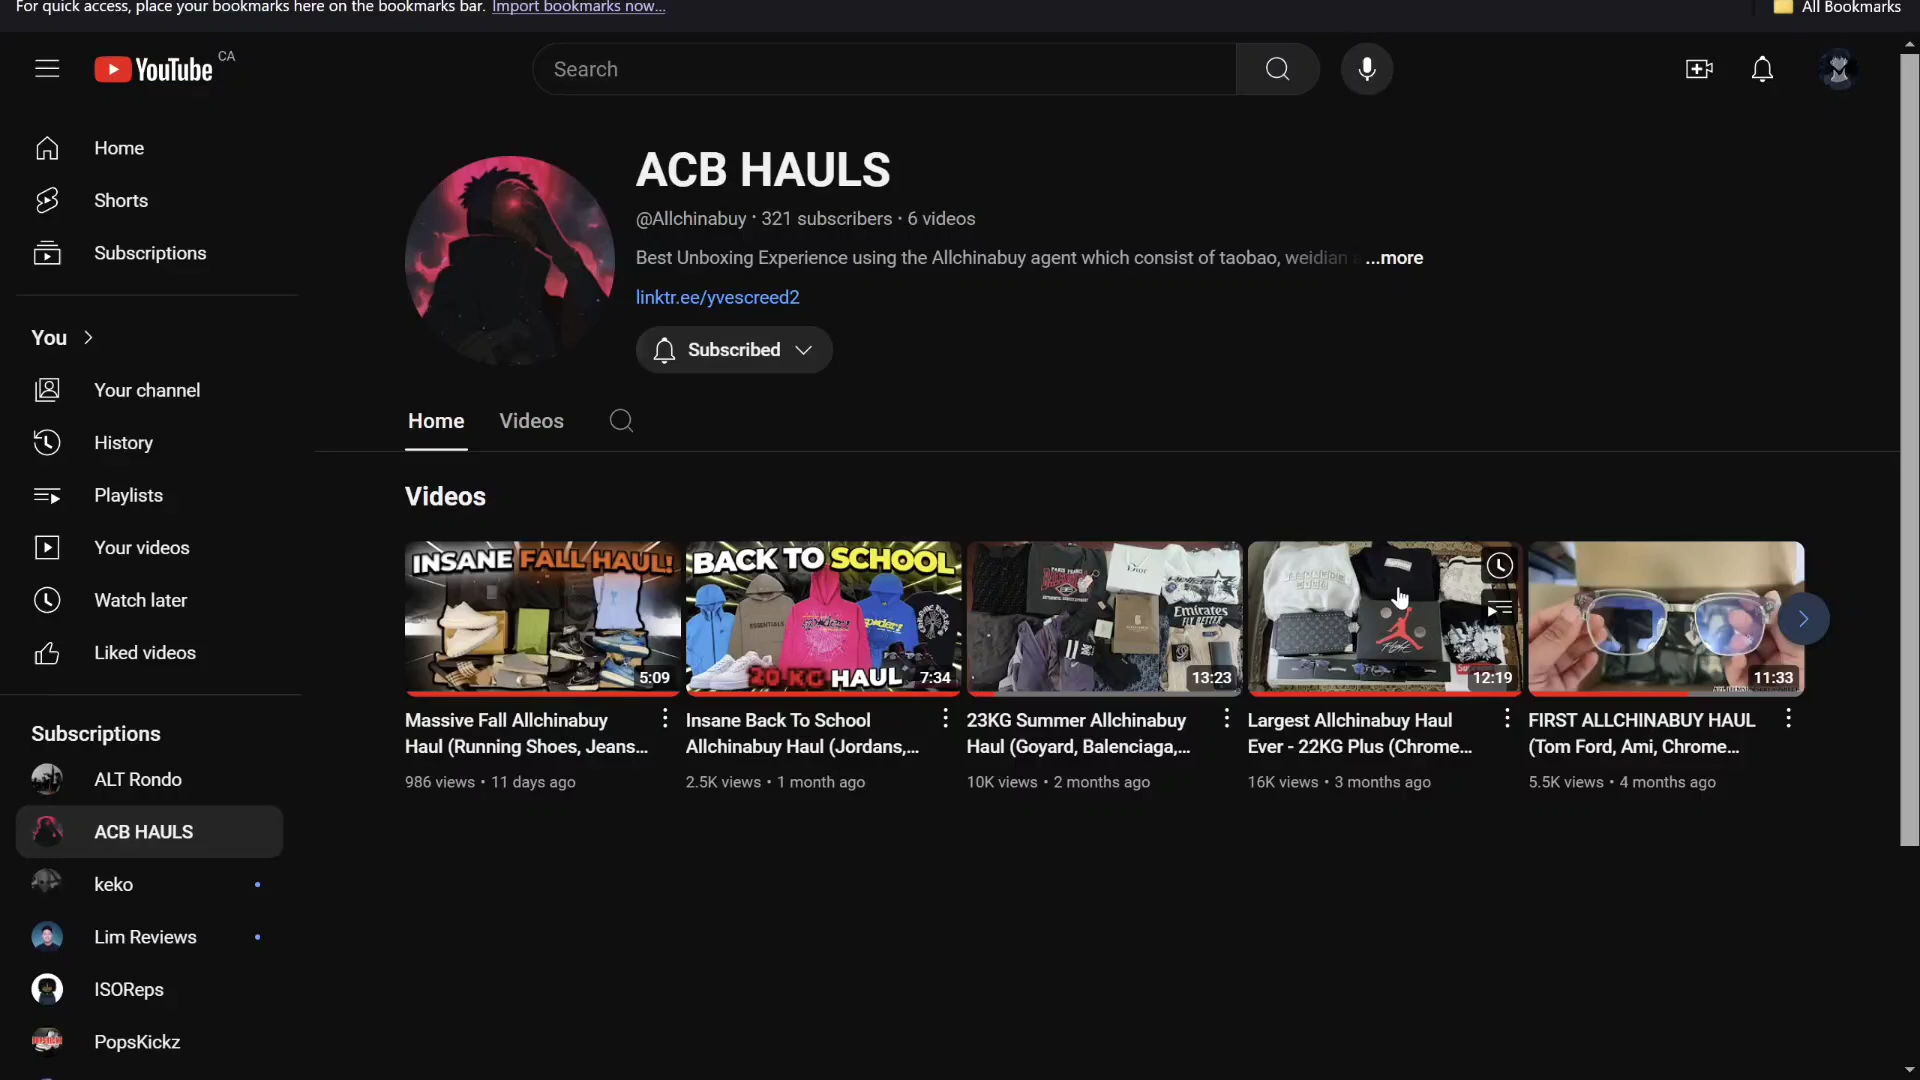 For quick access, place your bookmarks here on the bookmarks bar. Import bookmarks now...
All Bookmarks
YouTube CA
Search
Home
Shorts
Subscriptions
You
Your channel
History
Playlists
Your videos
Watch later
Liked videos
Subscriptions
ALT Rondo
ACB HAULS
keko
Lim Reviews
ISOReps
PopsKickz
ACB HAULS
@Allchinabuy · 321 subscribers · 6 videos
Best Unboxing Experience using the Allchinabuy agent which consist of taobao, weidian ...more
linktr.ee/yvescreed2
Subscribed
Home Videos
Videos
INSANE FALL HAUL!
5:09
Massive Fall Allchinabuy
Haul (Running Shoes, Jeans...
986 views · 11 days ago
BACK TO SCHOOL
ESSENTIALS
20 KG HAUL
7:34
Insane Back To School
Allchinabuy Haul (Jordans,...
2.5K views · 1 month ago
Dior
Emirates
FLY BETTER
13:23
23KG Summer Allchinabuy
Haul (Goyard, Balenciaga,...
10K views · 2 months ago
Flight
12:19
Largest Allchinabuy Haul
Ever - 22KG Plus (Chrome...
16K views · 3 months ago
11:33
FIRST ALLCHINABUY HAUL
(Tom Ford, Ami, Chrome...
5.5K views · 4 months ago